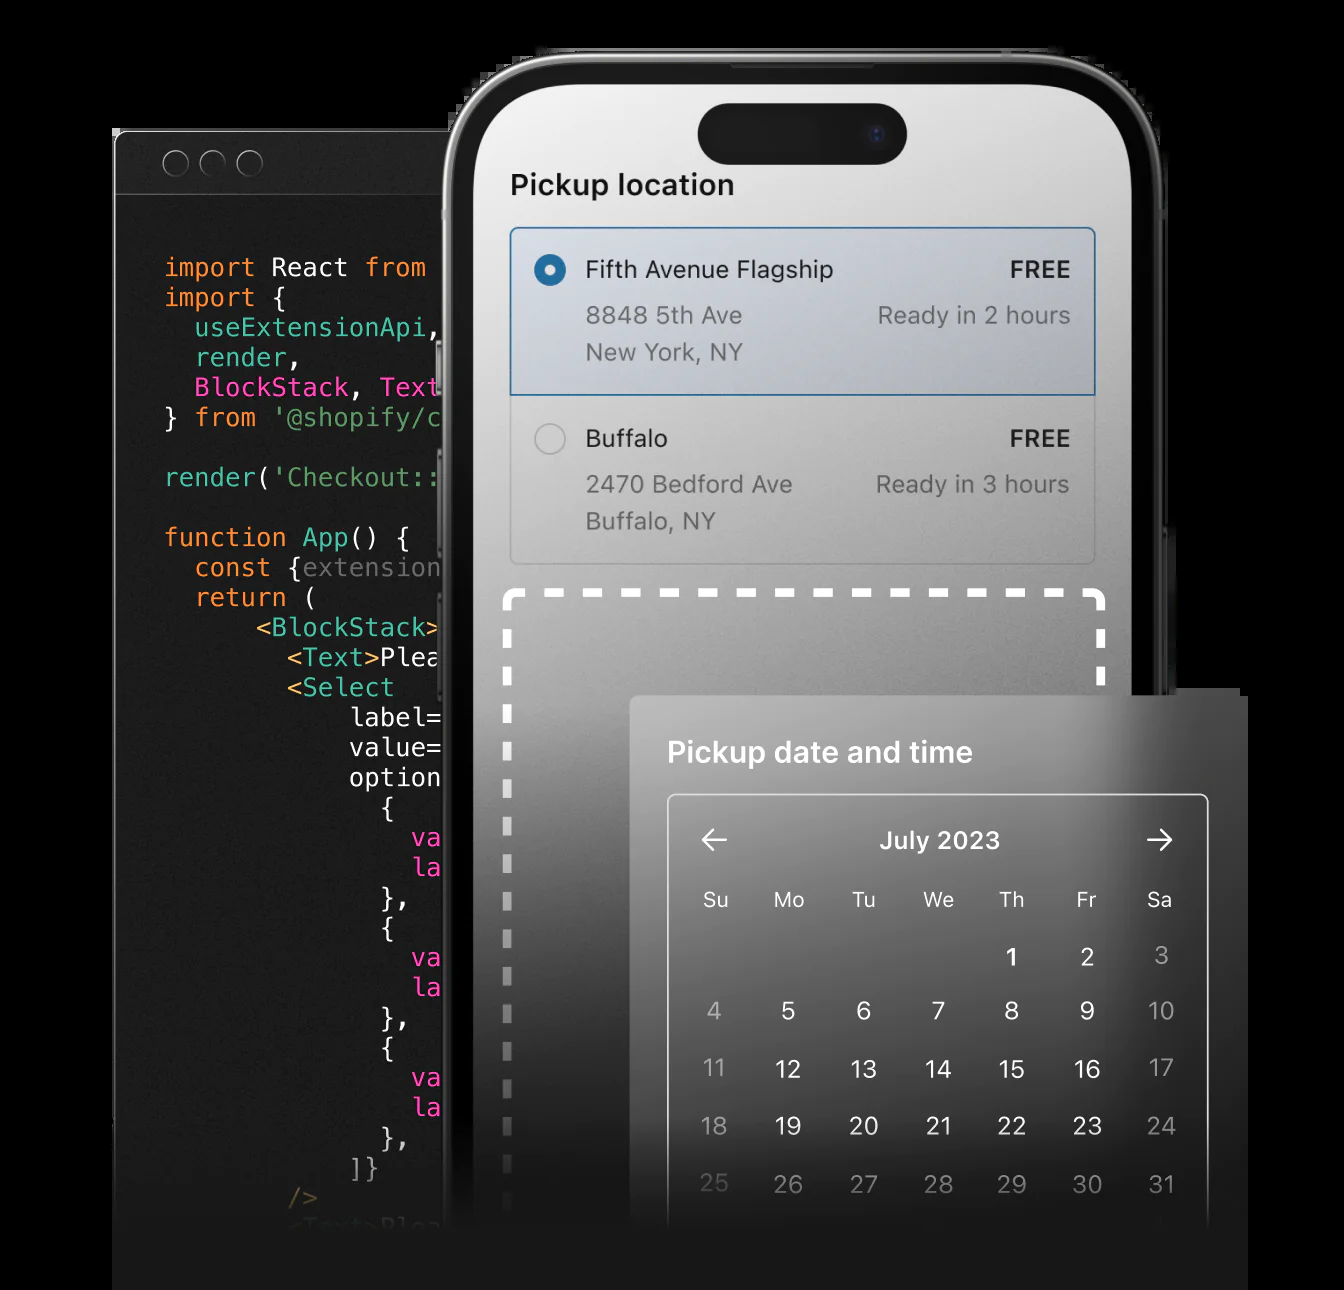 import React from
import {
useExtensionApi,
render,
BlockStack, Text
} from '@shopify/c
render('Checkout::
function App() {
const {extension
return (
<BlockStack>
<Text>Plea
<Select
label=
value=
option
{
va
la
},
{
va
la
},
{
va
la
},
]}
/>
<Text>Plea
Pickup location
Fifth Avenue Flagship FREE
8848 5th Ave Ready in 2 hours
New York, NY
Buffalo FREE
2470 Bedford Ave Ready in 3 hours
Buffalo, NY
Pickup date and time
← July 2023 →
Su Mo Tu We Th Fr Sa
1 2 3
4 5 6 7 8 9 10
11 12 13 14 15 16 17
18 19 20 21 22 23 24
25 26 27 28 29 30 31